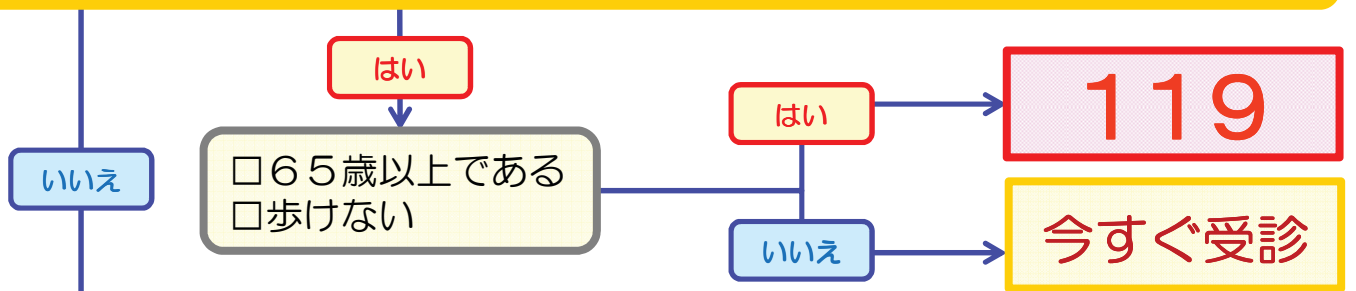 はい
はい
119
いいえ
□65歳以上である
□歩けない
いいえ
今すぐ受診